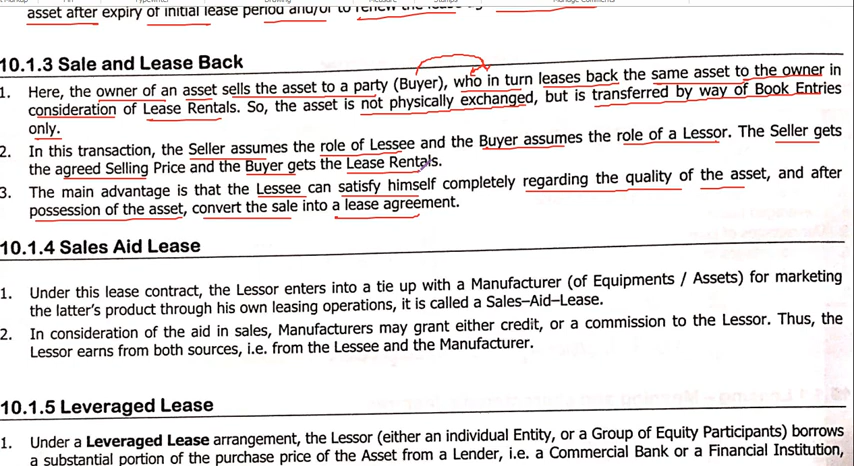 asset after expiry of initial lease period and/or to renew the lease
10.1.3 Sale and Lease Back
1. Here, the owner of an asset sells the asset to a party (Buyer), who in turn leases back the same asset to the owner in
consideration of Lease Rentals. So, the asset is not physically exchanged, but is transferred by way of Book Entries
only.
2. In this transaction, the Seller assumes the role of Lessee and the Buyer assumes the role of a Lessor. The Seller gets
the agreed Selling Price and the Buyer gets the Lease Rentals.
3. The main advantage is that the Lessee can satisfy himself completely regarding the quality of the asset, and after
possession of the asset, convert the sale into a lease agreement.
10.1.4 Sales Aid Lease
1. Under this lease contract, the Lessor enters into a tie up with a Manufacturer (of Equipments / Assets) for marketing
the latter's product through his own leasing operations, it is called a Sales–Aid–Lease.
2. In consideration of the aid in sales, Manufacturers may grant either credit, or a commission to the Lessor. Thus, the
Lessor earns from both sources, i.e. from the Lessee and the Manufacturer.
10.1.5 Leveraged Lease
1. Under a Leveraged Lease arrangement, the Lessor (either an individual Entity, or a Group of Equity Participants) borrows
a substantial portion of the purchase price of the Asset from a Lender, i.e. a Commercial Bank or a Financial Institution,